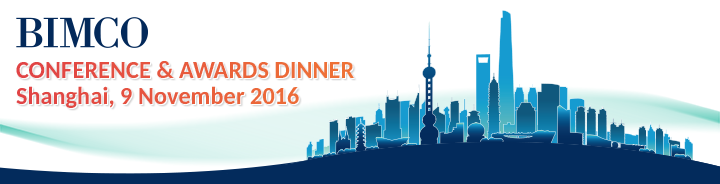 BIMCO
CONFERENCE & AWARDS DINNER
Shanghai, 9 November 2016